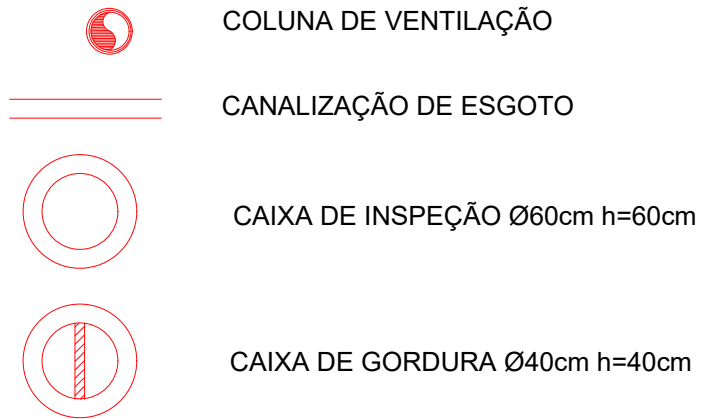 COLUNA DE VENTILAÇÃO
CANALIZAÇÃO DE ESGOTO
CAIXA DE INSPEÇÃO Ø60cm h=60cm
CAIXA DE GORDURA Ø40cm h=40cm